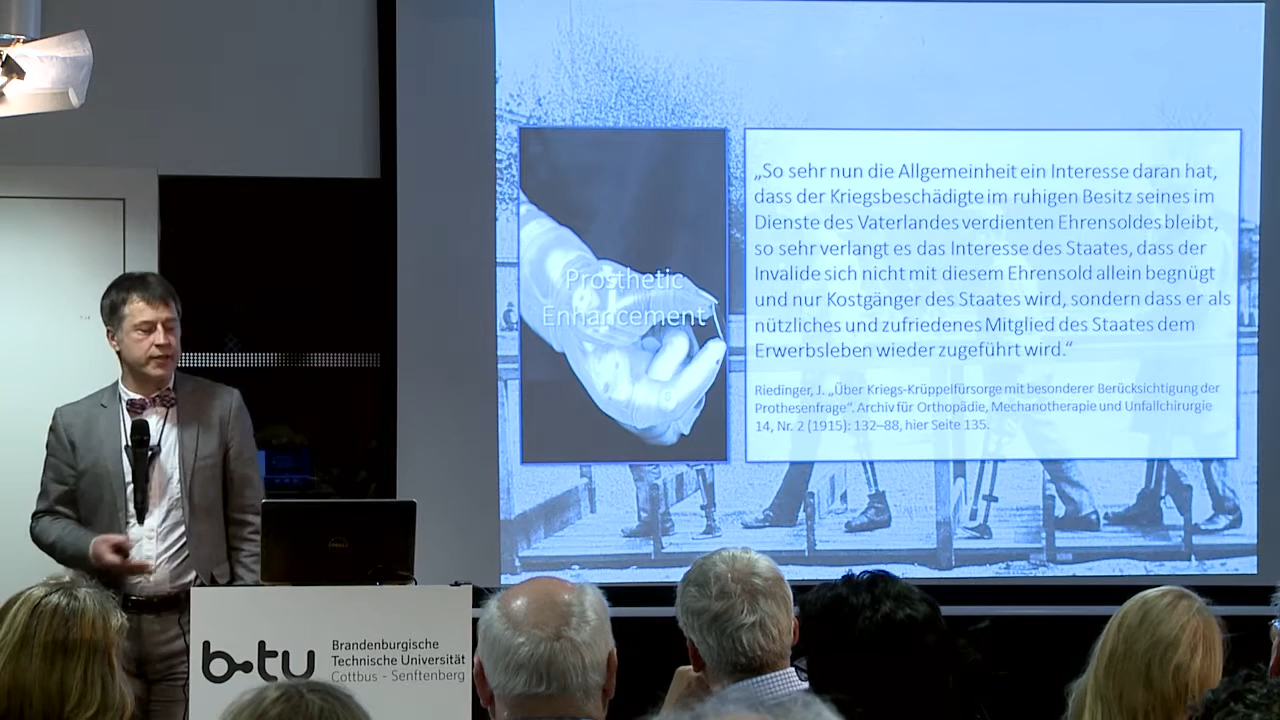 Prosthetic
Enhancement
„So sehr nun die Allgemeinheit ein Interesse daran hat,
dass der Kriegsbeschädigte im ruhigen Besitz seines im
Dienste des Vaterlandes verdienten Ehrensoldes bleibt,
so sehr verlangt es das Interesse des Staates, dass der
Invalide sich nicht mit diesem Ehrensold allein begnügt
und nur Kostgänger des Staates wird, sondern dass er als
nützliches und zufriedenes Mitglied des Staates dem
Erwerbsleben wieder zugeführt wird.“
Riedinger, J. „Über Kriegs-Krüppelfürsorge mit besonderer Berücksichtigung der
Prothesenfrage“. Archiv für Orthopädie, Mechanotherapie und Unfallchirurgie
14, Nr. 2 (1915): 132–88, hier Seite 135.
DELL
b-tu
Brandenburgische
Technische Universität
Cottbus - Senftenberg